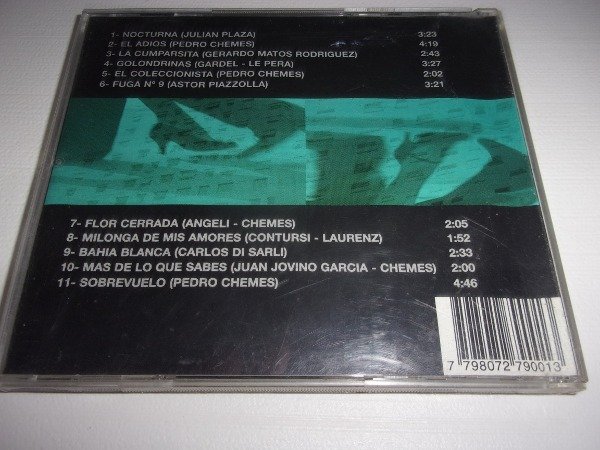 1- NOCTURNA (JULIAN PLAZA) 3:23
2- EL ADIOS (PEDRO CHEMES) 4:19
3- LA CUMPARSITA (GERARDO MATOS RODRIGUEZ) 2:43
4- GOLONDRINAS (GARDEL - LE PERA) 3:27
5- EL COLECCIONISTA (PEDRO CHEMES) 2:02
6- FUGA Nº 9 (ASTOR PIAZZOLLA) 3:21
7- FLOR CERRADA (ANGELI - CHEMES) 2:05
8- MILONGA DE MIS AMORES (CONTURSI - LAURENZ) 1:52
9- BAHIA BLANCA (CARLOS DI SARLI) 2:33
10- MAS DE LO QUE SABES (JUAN JOVINO GARCIA - CHEMES) 2:00
11- SOBREVUELO (PEDRO CHEMES) 4:46
7 798072 790013